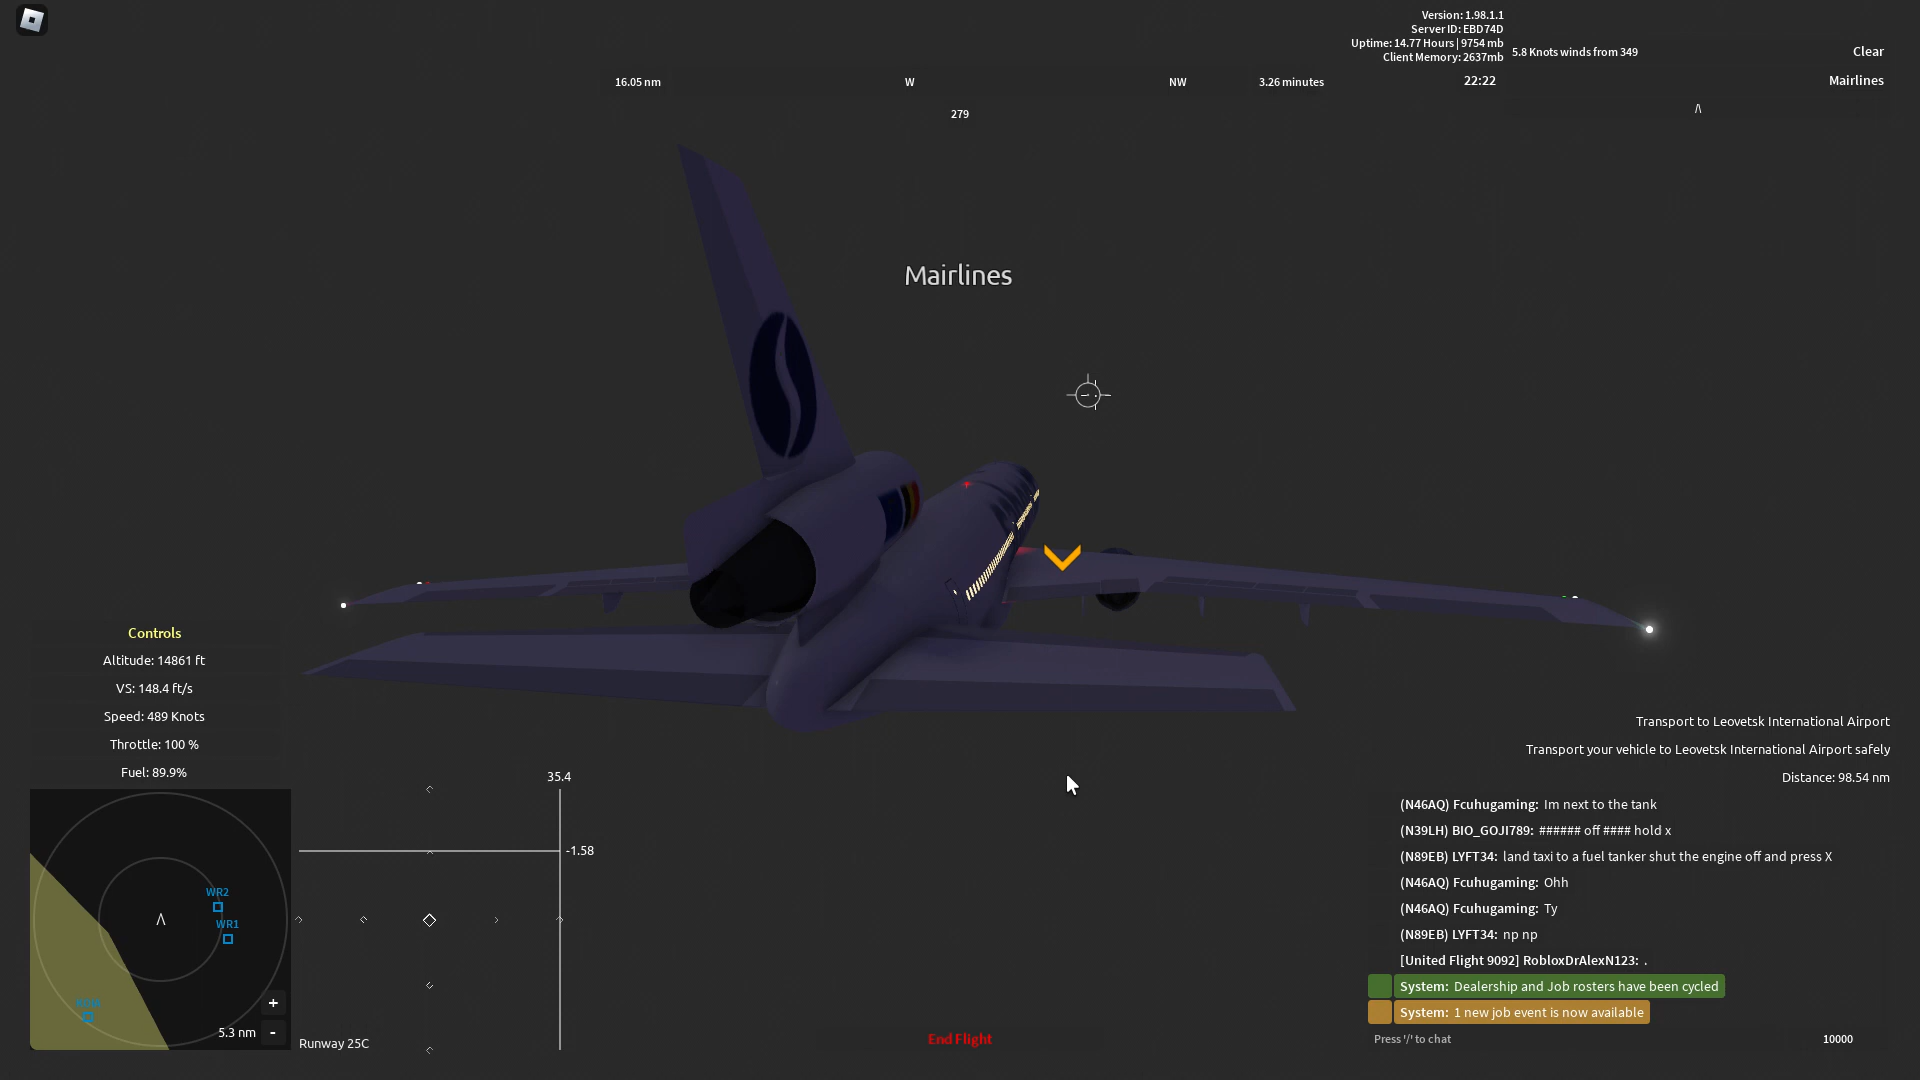 Version: 1.98.1.1
Server ID: EBD74D
Uptime: 14.77 Hours | 9754 mb
Client Memory: 2637mb
5.8 Knots winds from 349
Clear
22:22
Mairlines
16.05 nm
W
NW
3.26 minutes
279
Mairlines
Controls
Altitude: 14861 ft
VS: 148.4 ft/s
Speed: 489 Knots
Throttle: 100 %
Fuel: 89.9%
WR2
WR1
5.3 nm
+
-
35.4
-1.58
Runway 25C
End Flight
Transport to Leovetsk International Airport
Transport your vehicle to Leovetsk International Airport safely
Distance: 98.54 nm
(N46AQ) Fcuhugaming: Im next to the tank
(N39LH) BIO_GOJI789: ###### off #### hold x
(N89EB) LYFT34: land taxi to a fuel tanker shut the engine off and press X
(N46AQ) Fcuhugaming: Ohh
(N46AQ) Fcuhugaming: Ty
(N89EB) LYFT34: np np
[United Flight 9092] RobloxDrAlexN123: .
System: Dealership and Job rosters have been cycled
System: 1 new job event is now available
Press '/' to chat
10000